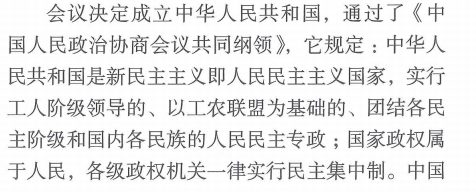 会议决定成立中华人民共和国，通过了《中
国人民政治协商会议共同纲领》，它规定：中华人
民共和国是新民主主义即人民民主主义国家，实行
工人阶级领导的、以工农联盟为基础的、团结各民
主阶级和国内各民族的人民民主专政；国家政权属
于人民，各级政权机关一律实行民主集中制。中国